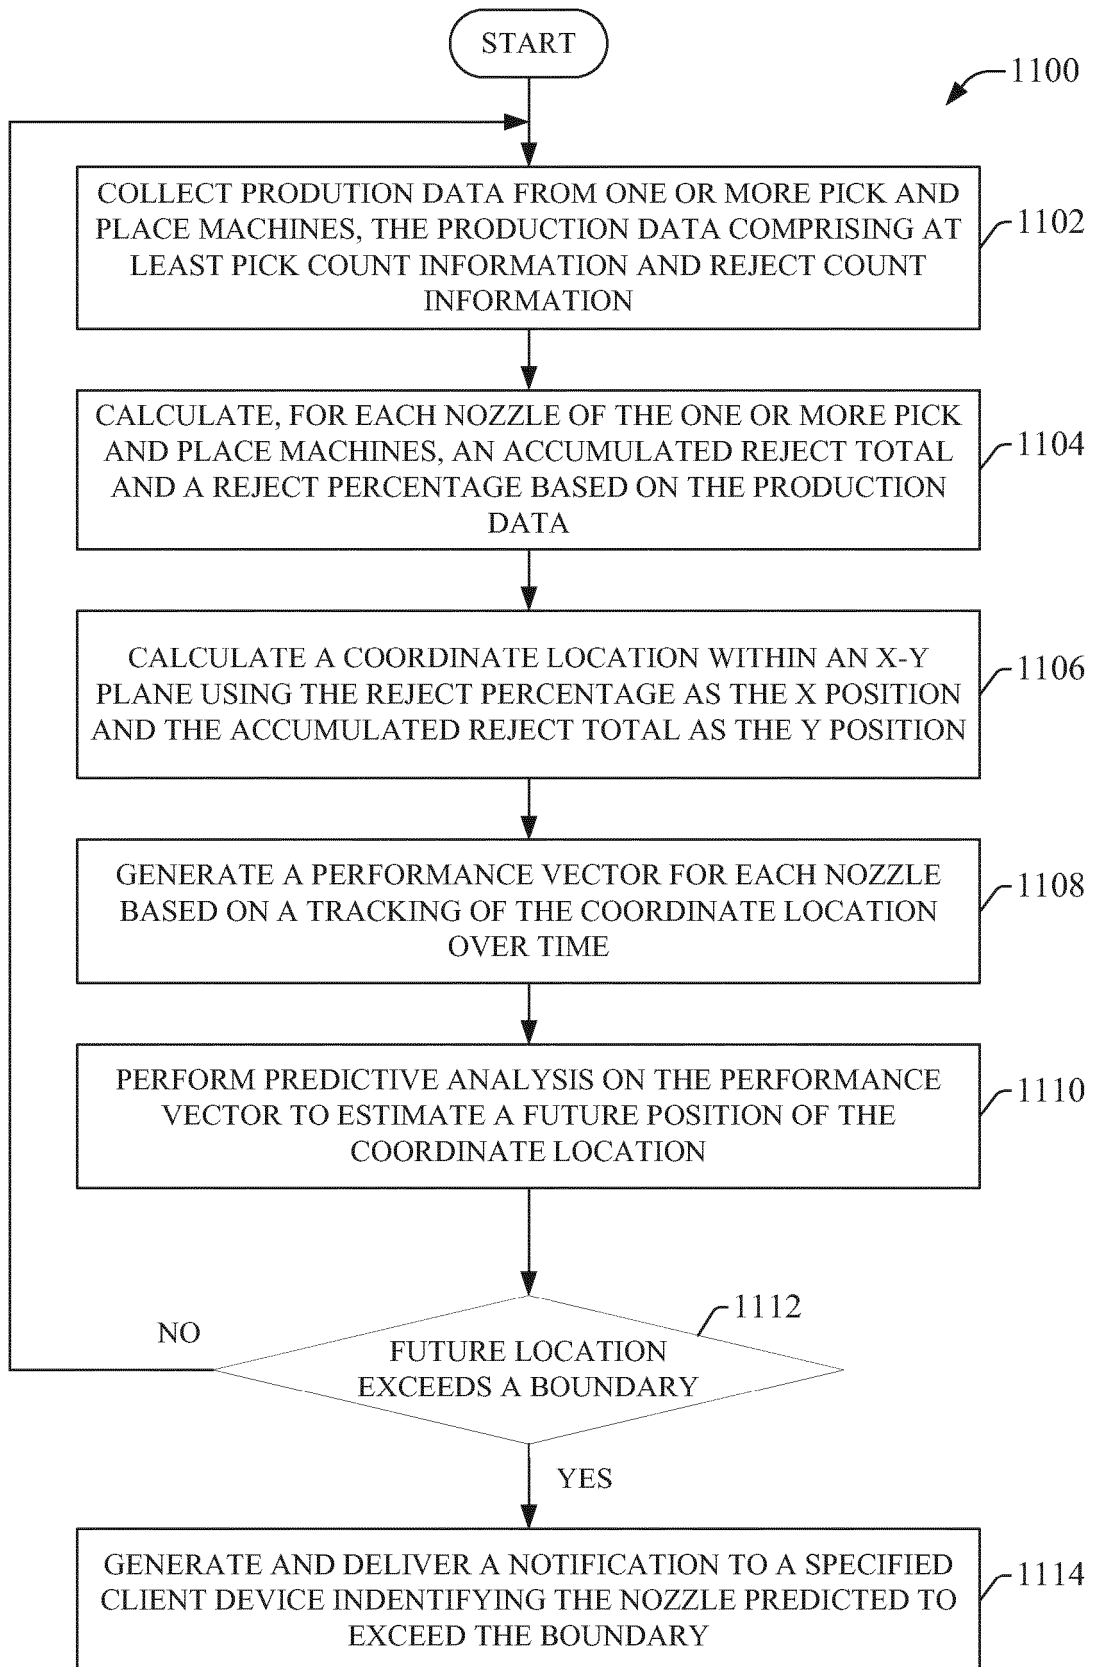 START
1100
COLLECT PRODUTION DATA FROM ONE OR MORE PICK AND
PLACE MACHINES, THE PRODUCTION DATA COMPRISING AT
LEAST PICK COUNT INFORMATION AND REJECT COUNT
INFORMATION
1102
CALCULATE, FOR EACH NOZZLE OF THE ONE OR MORE PICK
AND PLACE MACHINES, AN ACCUMULATED REJECT TOTAL
AND A REJECT PERCENTAGE BASED ON THE PRODUCTION
DATA
1104
CALCULATE A COORDINATE LOCATION WITHIN AN X-Y
PLANE USING THE REJECT PERCENTAGE AS THE X POSITION
AND THE ACCUMULATED REJECT TOTAL AS THE Y POSITION
1106
GENERATE A PERFORMANCE VECTOR FOR EACH NOZZLE
BASED ON A TRACKING OF THE COORDINATE LOCATION
OVER TIME
1108
PERFORM PREDICTIVE ANALYSIS ON THE PERFORMANCE
VECTOR TO ESTIMATE A FUTURE POSITION OF THE
COORDINATE LOCATION
1110
1112
NO
FUTURE LOCATION
EXCEEDS A BOUNDARY
YES
GENERATE AND DELIVER A NOTIFICATION TO A SPECIFIED
CLIENT DEVICE INDENTIFYING THE NOZZLE PREDICTED TO
EXCEED THE BOUNDARY
1114